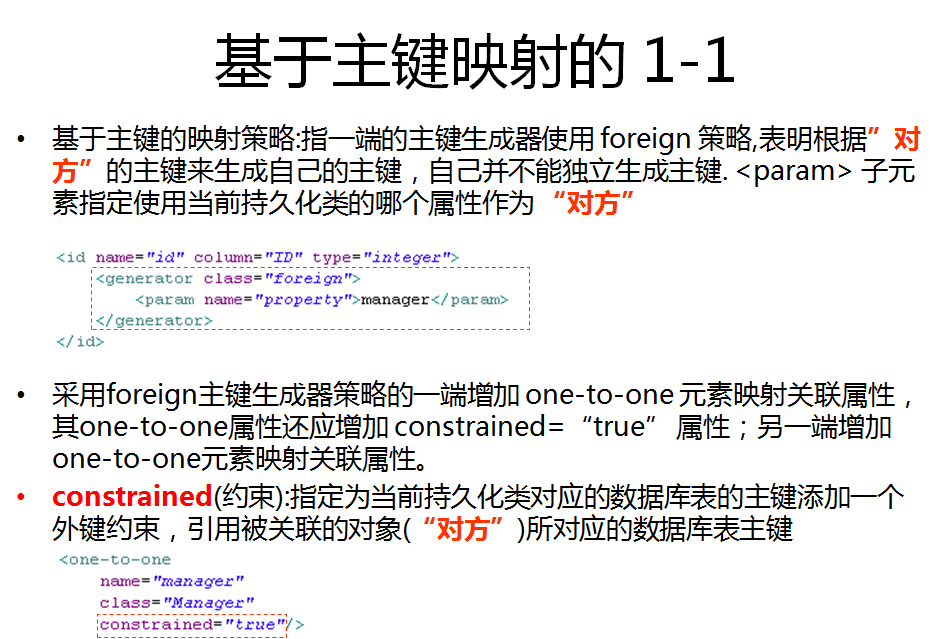 基于主键映射的 1-1
• 基于主键的映射策略:指一端的主键生成器使用 foreign 策略,表明根据”对
方”的主键来生成自己的主键，自己并不能独立生成主键. <param> 子元
素指定使用当前持久化类的哪个属性作为 “对方”
<id name="id" column="ID" type="integer">
<generator class="foreign">
<param name="property">manager</param>
</generator>
</id>
• 采用foreign主键生成器策略的一端增加 one-to-one 元素映射关联属性，
其one-to-one属性还应增加 constrained=“true” 属性；另一端增加
one-to-one元素映射关联属性。
• constrained(约束):指定为当前持久化类对应的数据库表的主键添加一个
外键约束，引用被关联的对象(“对方”)所对应的数据库表主键
<one-to-one
name="manager"
class="Manager"
constrained="true"/>